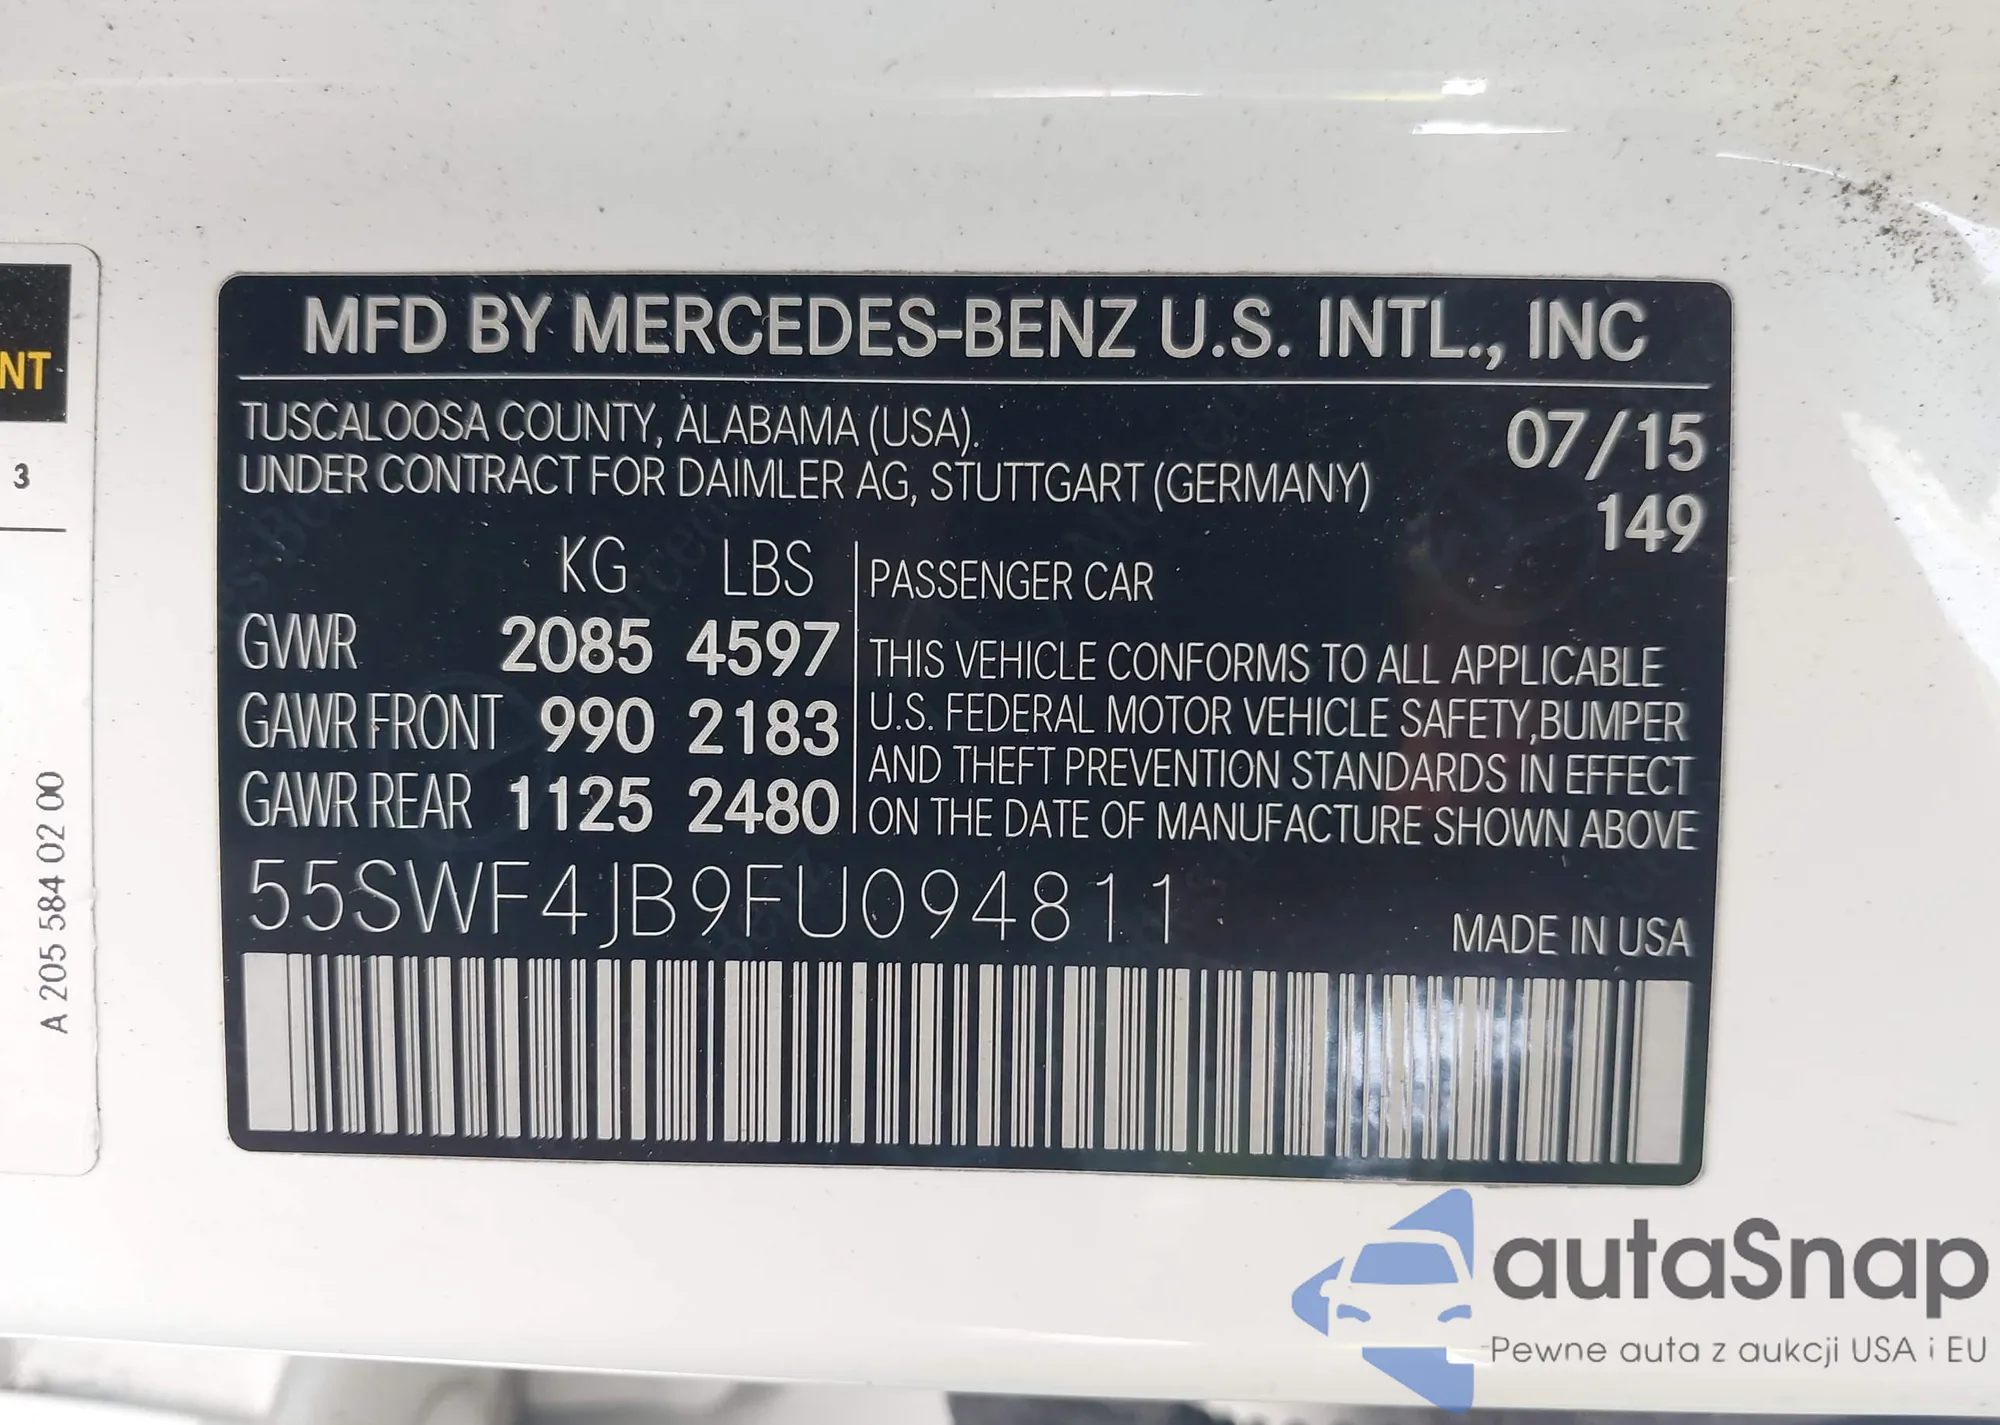 MFD BY MERCEDES-BENZ U.S. INTL., INC
TUSCALOOSA COUNTY, ALABAMA (USA).
UNDER CONTRACT FOR DAIMLER AG, STUTTGART (GERMANY)
07/15
149
KG LBS
GVWR 2085 4597
GAWR FRONT 990 2183
GAWR REAR 1125 2480
PASSENGER CAR
THIS VEHICLE CONFORMS TO ALL APPLICABLE
U.S. FEDERAL MOTOR VEHICLE SAFETY,BUMPER
AND THEFT PREVENTION STANDARDS IN EFFECT
ON THE DATE OF MANUFACTURE SHOWN ABOVE
55SWF4JB9FU094811
MADE IN USA
NT
3
A 205 584 02 00
autoSnap
Pewne auta z aukcji USA i EU